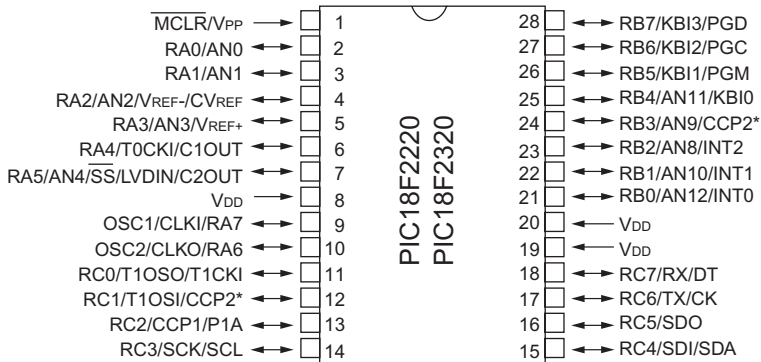 MCLR/VPP → 1 28 ↔ RB7/KBI3/PGD
RA0/AN0 ↔ 2 27 ↔ RB6/KBI2/PGC
RA1/AN1 ↔ 3 26 ↔ RB5/KBI1/PGM
RA2/AN2/VREF-/CVREF ↔ 4 25 ↔ RB4/AN11/KBI0
RA3/AN3/VREF+ ↔ 5 24 ↔ RB3/AN9/CCP2*
RA4/T0CKI/C1OUT ↔ 6 23 ↔ RB2/AN8/INT2
RA5/AN4/SS/LVDIN/C2OUT ↔ 7 22 ↔ RB1/AN10/INT1
VDD → 8 21 ↔ RB0/AN12/INT0
OSC1/CLKI/RA7 ↔ 9 20 ← VDD
OSC2/CLKO/RA6 ↔ 10 19 ← VDD
RC0/T1OSO/T1CKI ↔ 11 18 ↔ RC7/RX/DT
RC1/T1OSI/CCP2* ↔ 12 17 ↔ RC6/TX/CK
RC2/CCP1/P1A ↔ 13 16 ↔ RC5/SDO
RC3/SCK/SCL ↔ 14 15 ↔ RC4/SDI/SDA
PIC18F2220
PIC18F2320